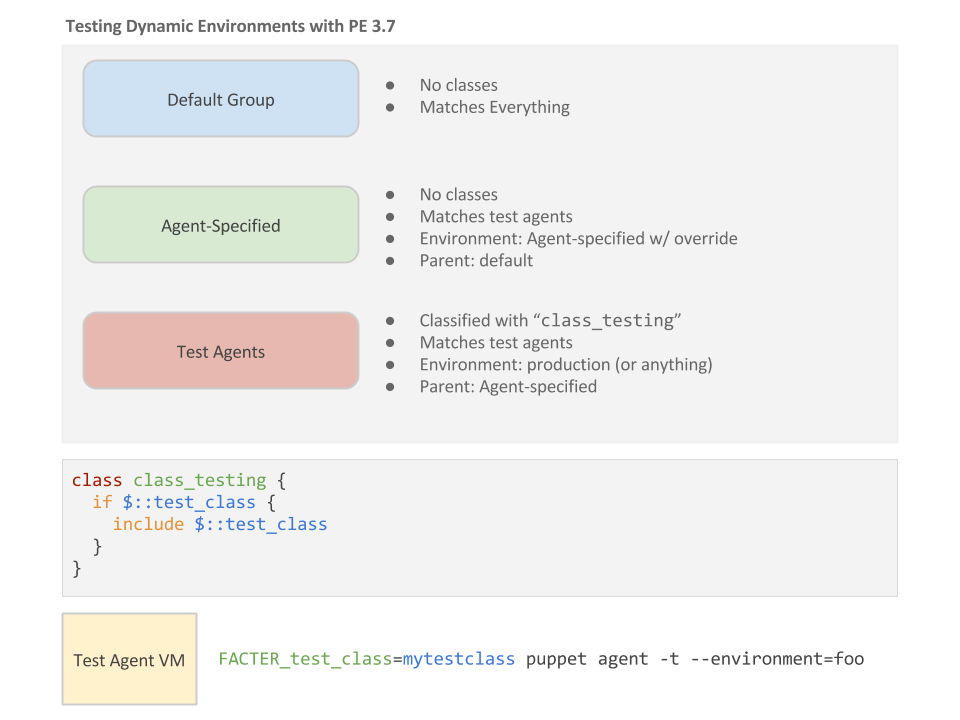 Testing Dynamic Environments with PE 3.7
Default Group
● No classes
● Matches Everything
Agent-Specified
● No classes
● Matches test agents
● Environment: Agent-specified w/ override
● Parent: default
Test Agents
● Classified with “class_testing”
● Matches test agents
● Environment: production (or anything)
● Parent: Agent-specified
class class_testing {
  if $::test_class {
    include $::test_class
  }
}
Test Agent VM
FACTER_test_class=mytestclass puppet agent -t --environment=foo